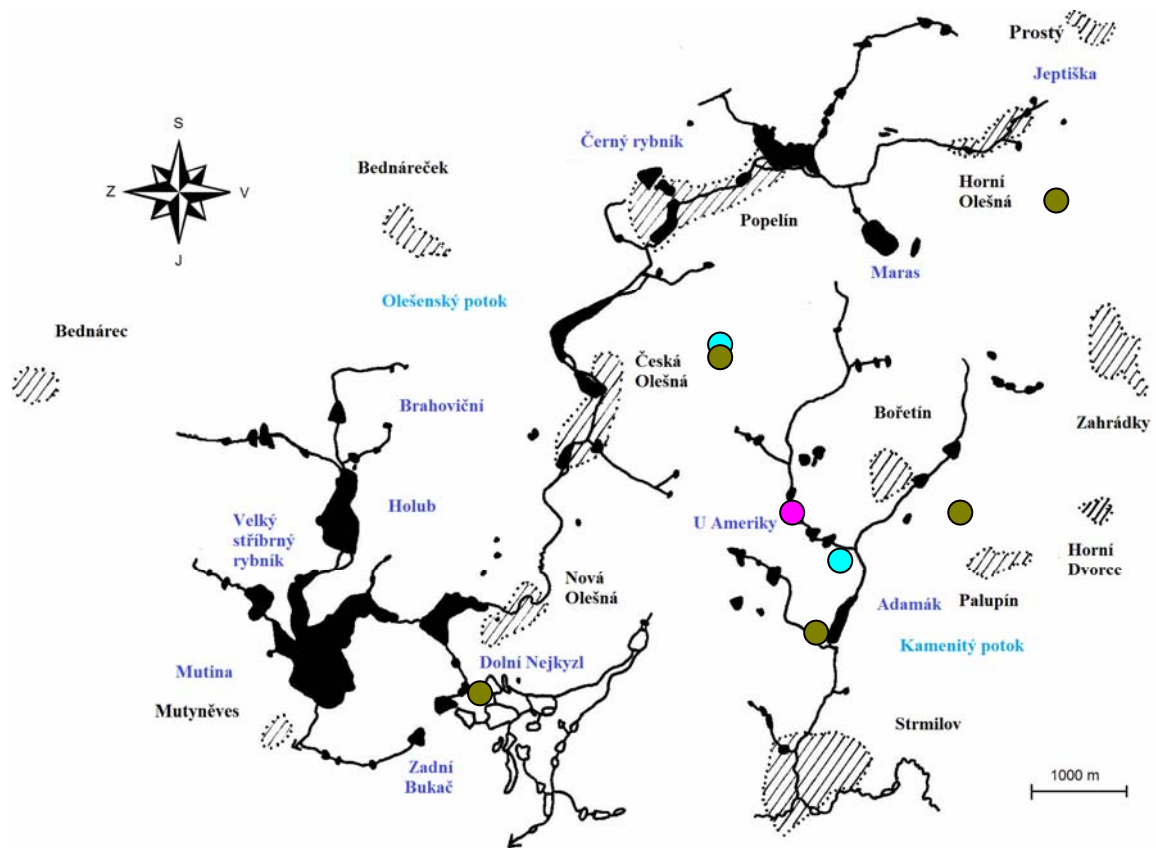 Prostý
Jeptiška
S
Z
V
J
Černý rybník
Bednáreček
Horní
Olešná
Popelín
Maras
Olešenský potok
Bednárec
Česká
Olešná
Brahoviční
Bořetín
Zahrádky
Holub
U Ameriky
Velký
stříbrný
rybník
Horní
Dvorcc
Nová
Olešná
Palupín
Adamák
Kamenitý potok
Dolní Nejkyzl
Mutina
Mutyněves
Strmilov
Zadní
Bukač
1000 m